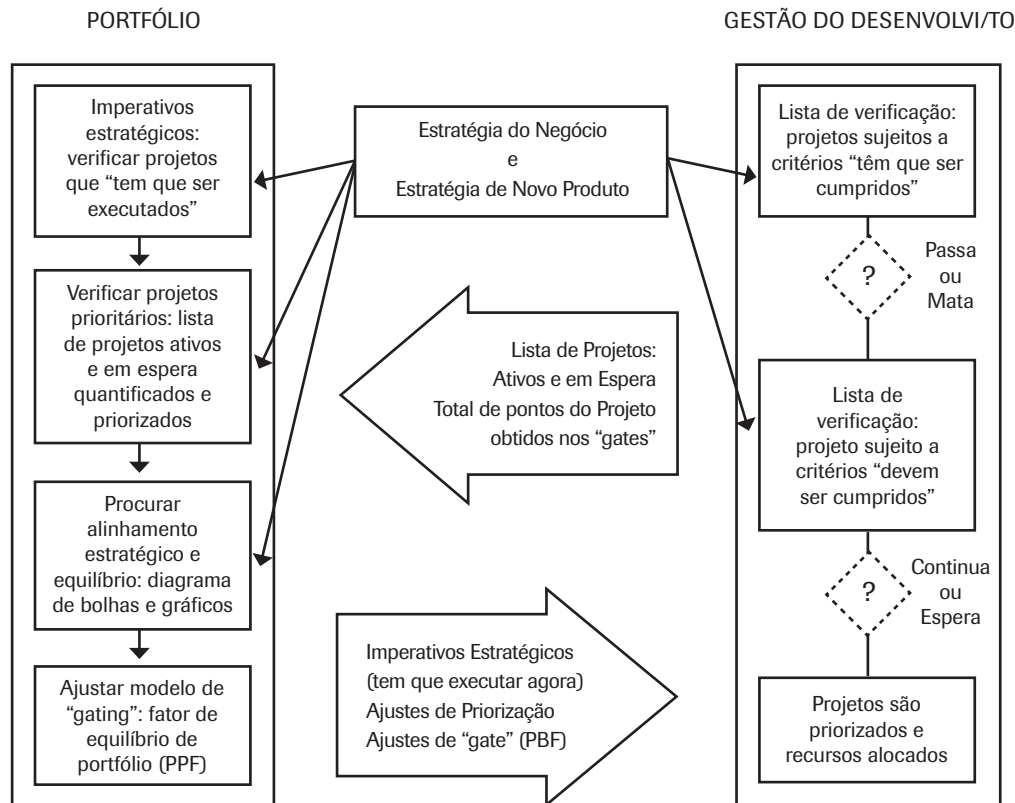 PORTFÓLIO
GESTÃO DO DESENVOLVI/TO
Imperativos
estratégicos:
verificar projetos
que “tem que ser
executados”
Verificar projetos
prioritários: lista
de projetos ativos
e em espera
quantificados e
priorizados
Procurar
alinhamento
estratégico e
equilíbrio: diagrama
de bolhas e gráficos
Ajustar modelo de
“gating”: fator de
equilíbrio de
portfólio (PPF)
Estratégia do Negócio
e
Estratégia de Novo Produto
Lista de Projetos:
Ativos e em Espera
Total de pontos do Projeto
obtidos nos “gates”
Imperativos Estratégicos
(tem que executar agora)
Ajustes de Priorização
Ajustes de “gate” (PBF)
Lista de verificação:
projetos sujeitos a
critérios “têm que ser
cumpridos”
?
Passa
ou
Mata
Lista de
verificação:
projeto sujeito a
critérios “devem
ser cumpridos”
?
Continua
ou
Espera
Projetos são
priorizados e
recursos alocados